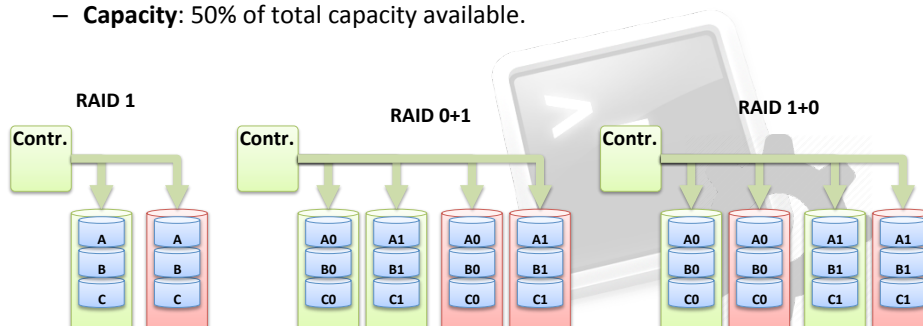 – Capacity: 50% of total capacity available.
RAID 1
RAID 0+1
RAID 1+0
Contr.
Contr.
Contr.
A A
B B
C C
A0 A1 A0 A1
B0 B1 B0 B1
C0 C1 C0 C1
A0 A0 A1 A1
B0 B0 B1 B1
C0 C0 C1 C1